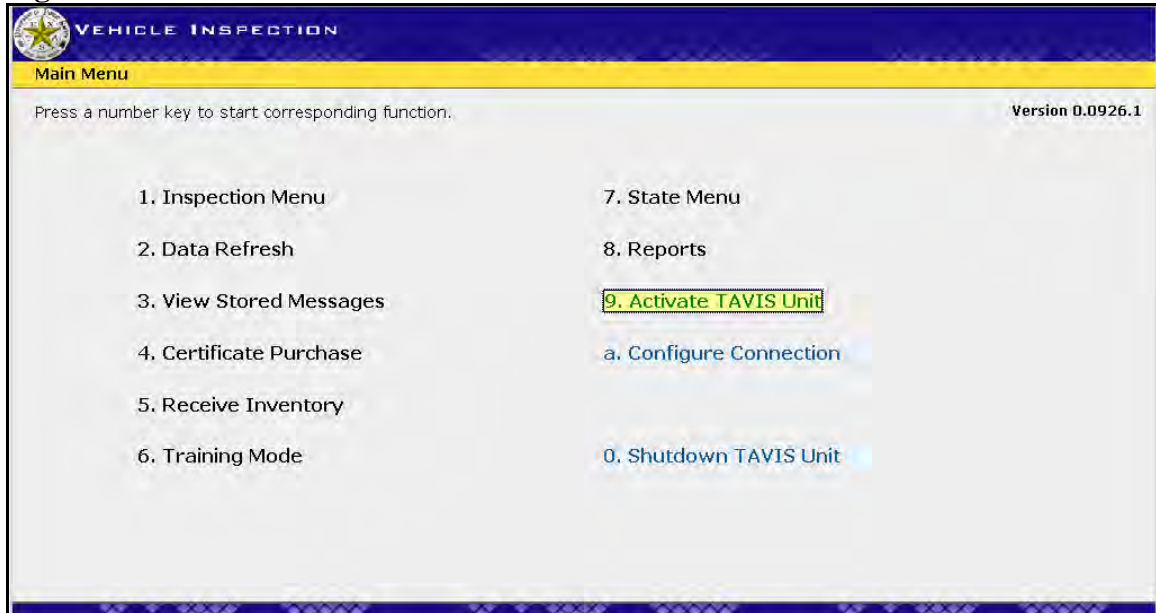 VEHICLE INSPECTION
Main Menu
Press a number key to start corresponding function.
Version 0.0926.1
1. Inspection Menu
2. Data Refresh
3. View Stored Messages
4. Certificate Purchase
5. Receive Inventory
6. Training Mode
7. State Menu
8. Reports
9. Activate TAVIS Unit
a. Configure Connection
0. Shutdown TAVIS Unit